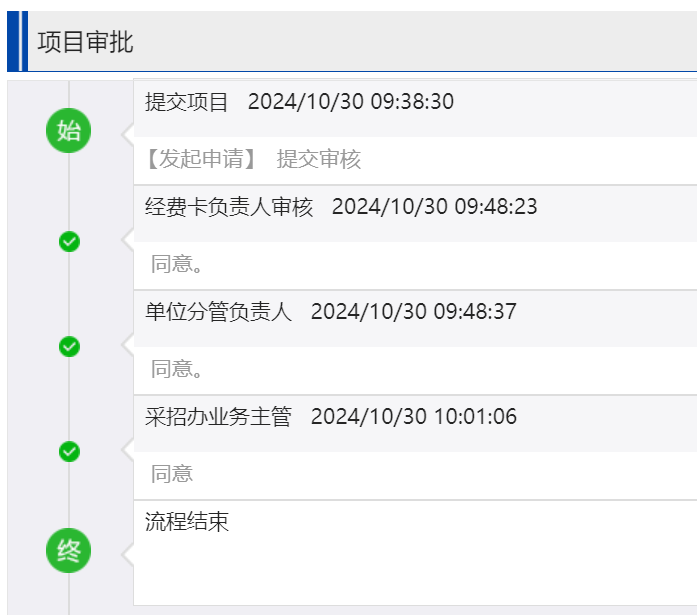 项目审批
始
提交项目 2024/10/30 09:38:30
【发起申请】 提交审核
经费卡负责人审核 2024/10/30 09:48:23
同意。
单位分管负责人 2024/10/30 09:48:37
同意。
采招办业务主管 2024/10/30 10:01:06
同意
终
流程结束